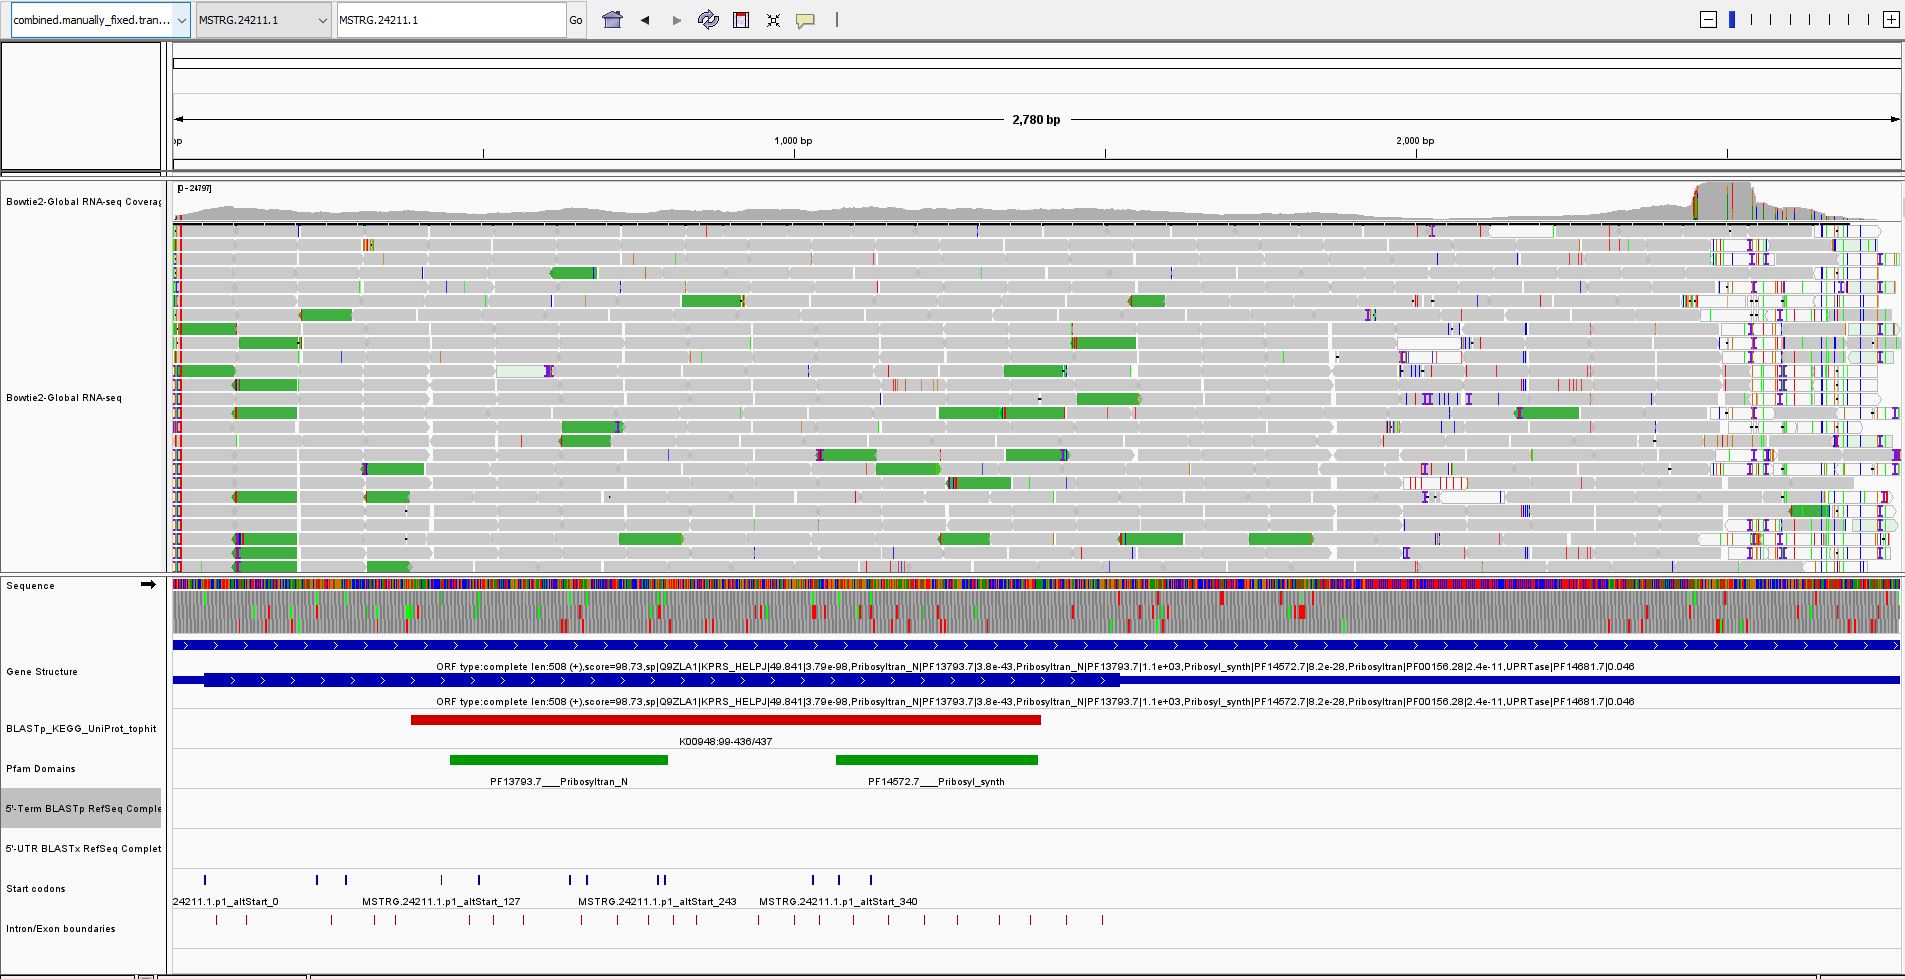 combined.manually_fixed.tran... MSTRG.24211.1 MSTRG.24211.1 Go
2,780 bp
bp 1,000 bp 2,000 bp
[0 - 24797]
Bowtie2-Global RNA-seq Coverag
Bowtie2-Global RNA-seq
Sequence
ORF type:complete len:508 (+),score=98.73,sp|Q9ZLA1|KPRS_HELPJ|49.841|3.79e-98,Pribosyltran_N|PF13793.7|3.8e-43,Pribosyltran_N|PF13793.7|1.1e+03,Pribosyl_synth|PF14572.7|8.2e-28,Pribosyltran|PF00156.28|2.4e-11,UPRTase|PF14681.7|0.046
Gene Structure
ORF type:complete len:508 (+),score=98.73,sp|Q9ZLA1|KPRS_HELPJ|49.841|3.79e-98,Pribosyltran_N|PF13793.7|3.8e-43,Pribosyltran_N|PF13793.7|1.1e+03,Pribosyl_synth|PF14572.7|8.2e-28,Pribosyltran|PF00156.28|2.4e-11,UPRTase|PF14681.7|0.046
BLASTp_KEGG_UniProt_tophit
K00948:99-436/437
Pfam Domains
PF13793.7___Pribosyltran_N PF14572.7___Pribosyl_synth
5'-Term BLASTp RefSeq Comple
5'-UTR BLASTx RefSeq Complet
Start codons
24211.1.p1_altStart_0 MSTRG.24211.1.p1_altStart_127 MSTRG.24211.1.p1_altStart_243 MSTRG.24211.1.p1_altStart_340
Intron/Exon boundaries